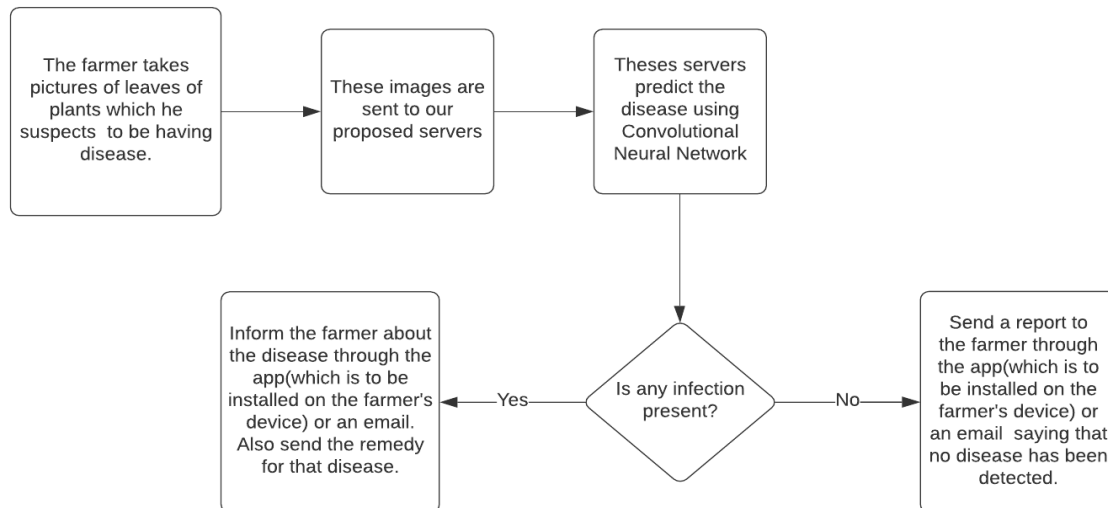 The farmer takes
pictures of leaves of
plants which he
suspects  to be having
disease.
These images are
sent to our
proposed servers
Theses servers
predict the
disease using
Convolutional
Neural Network
Is any infection
present?
Yes
No
Inform the farmer about
the disease through the
app(which is to be
installed on the farmer's
device) or an email.
Also send the remedy
for that disease.
Send a report to
the farmer through
the app(which is to
be installed on the
farmer's device) or
an email  saying that
no disease has been
detected.